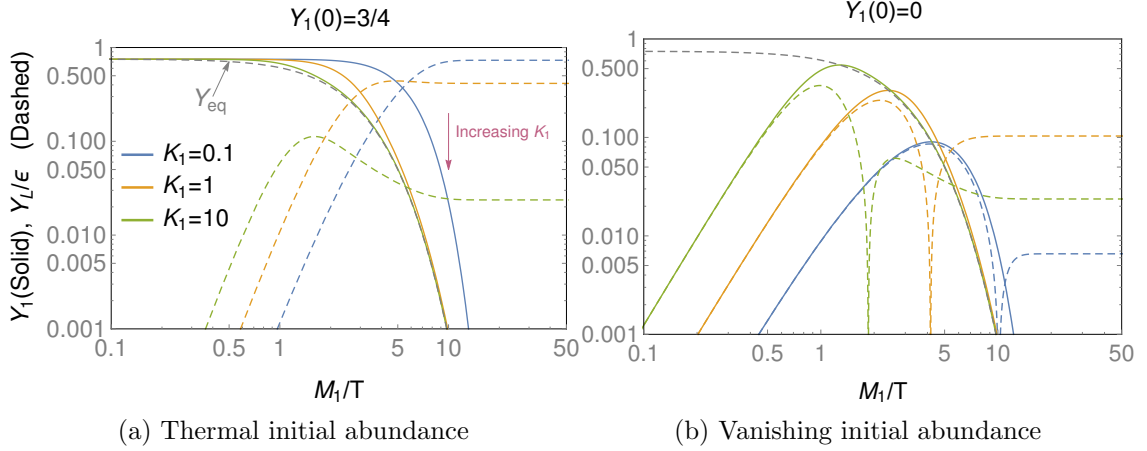 Y₁(0)=3/4
Y₁(Solid), Y_L/ϵ (Dashed)
1
0.500
0.100
0.050
0.010
0.005
0.001
Y_eq
Increasing K₁
K₁=0.1
K₁=1
K₁=10
0.1 0.5 1 5 10 50
M₁/T
(a) Thermal initial abundance
Y₁(0)=0
1
0.500
0.100
0.050
0.010
0.005
0.001
0.1 0.5 1 5 10 50
M₁/T
(b) Vanishing initial abundance